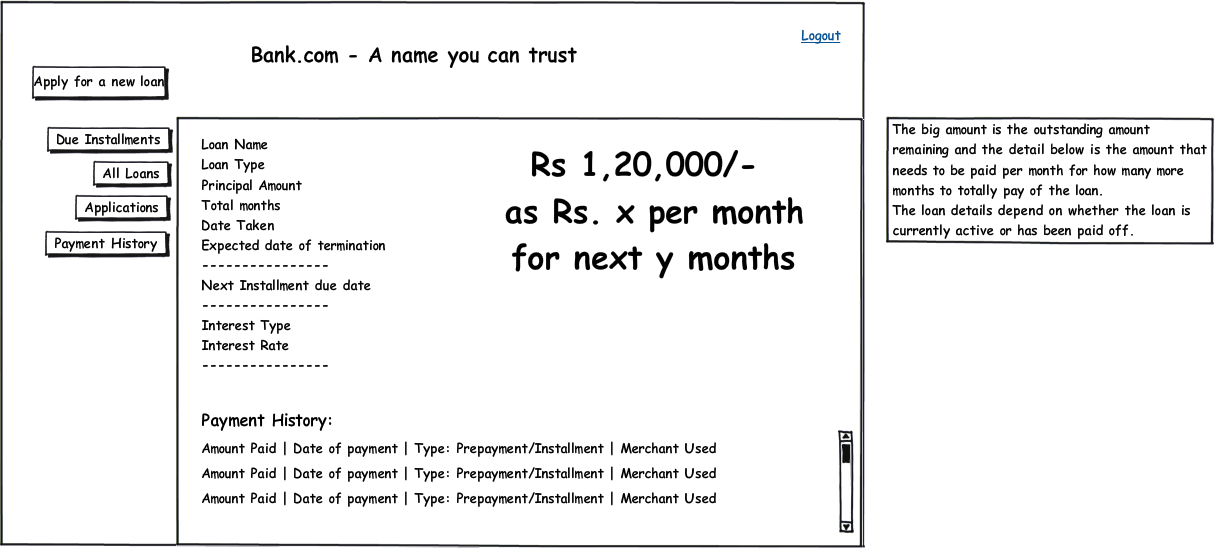 Logout
Bank.com - A name you can trust
Apply for a new loan
Due Installments
All Loans
Applications
Payment History
Loan Name
Loan Type
Principal Amount
Total months
Date Taken
Expected date of termination
----------------
Next Installment due date
----------------
Interest Type
Interest Rate
----------------
Rs 1,20,000/-
as Rs. x per month
for next y months
Payment History:
Amount Paid | Date of payment | Type: Prepayment/Installment | Merchant Used
Amount Paid | Date of payment | Type: Prepayment/Installment | Merchant Used
Amount Paid | Date of payment | Type: Prepayment/Installment | Merchant Used
The big amount is the outstanding amount
remaining and the detail below is the amount that
needs to be paid per month for how many more
months to totally pay of the loan.
The loan details depend on whether the loan is
currently active or has been paid off.